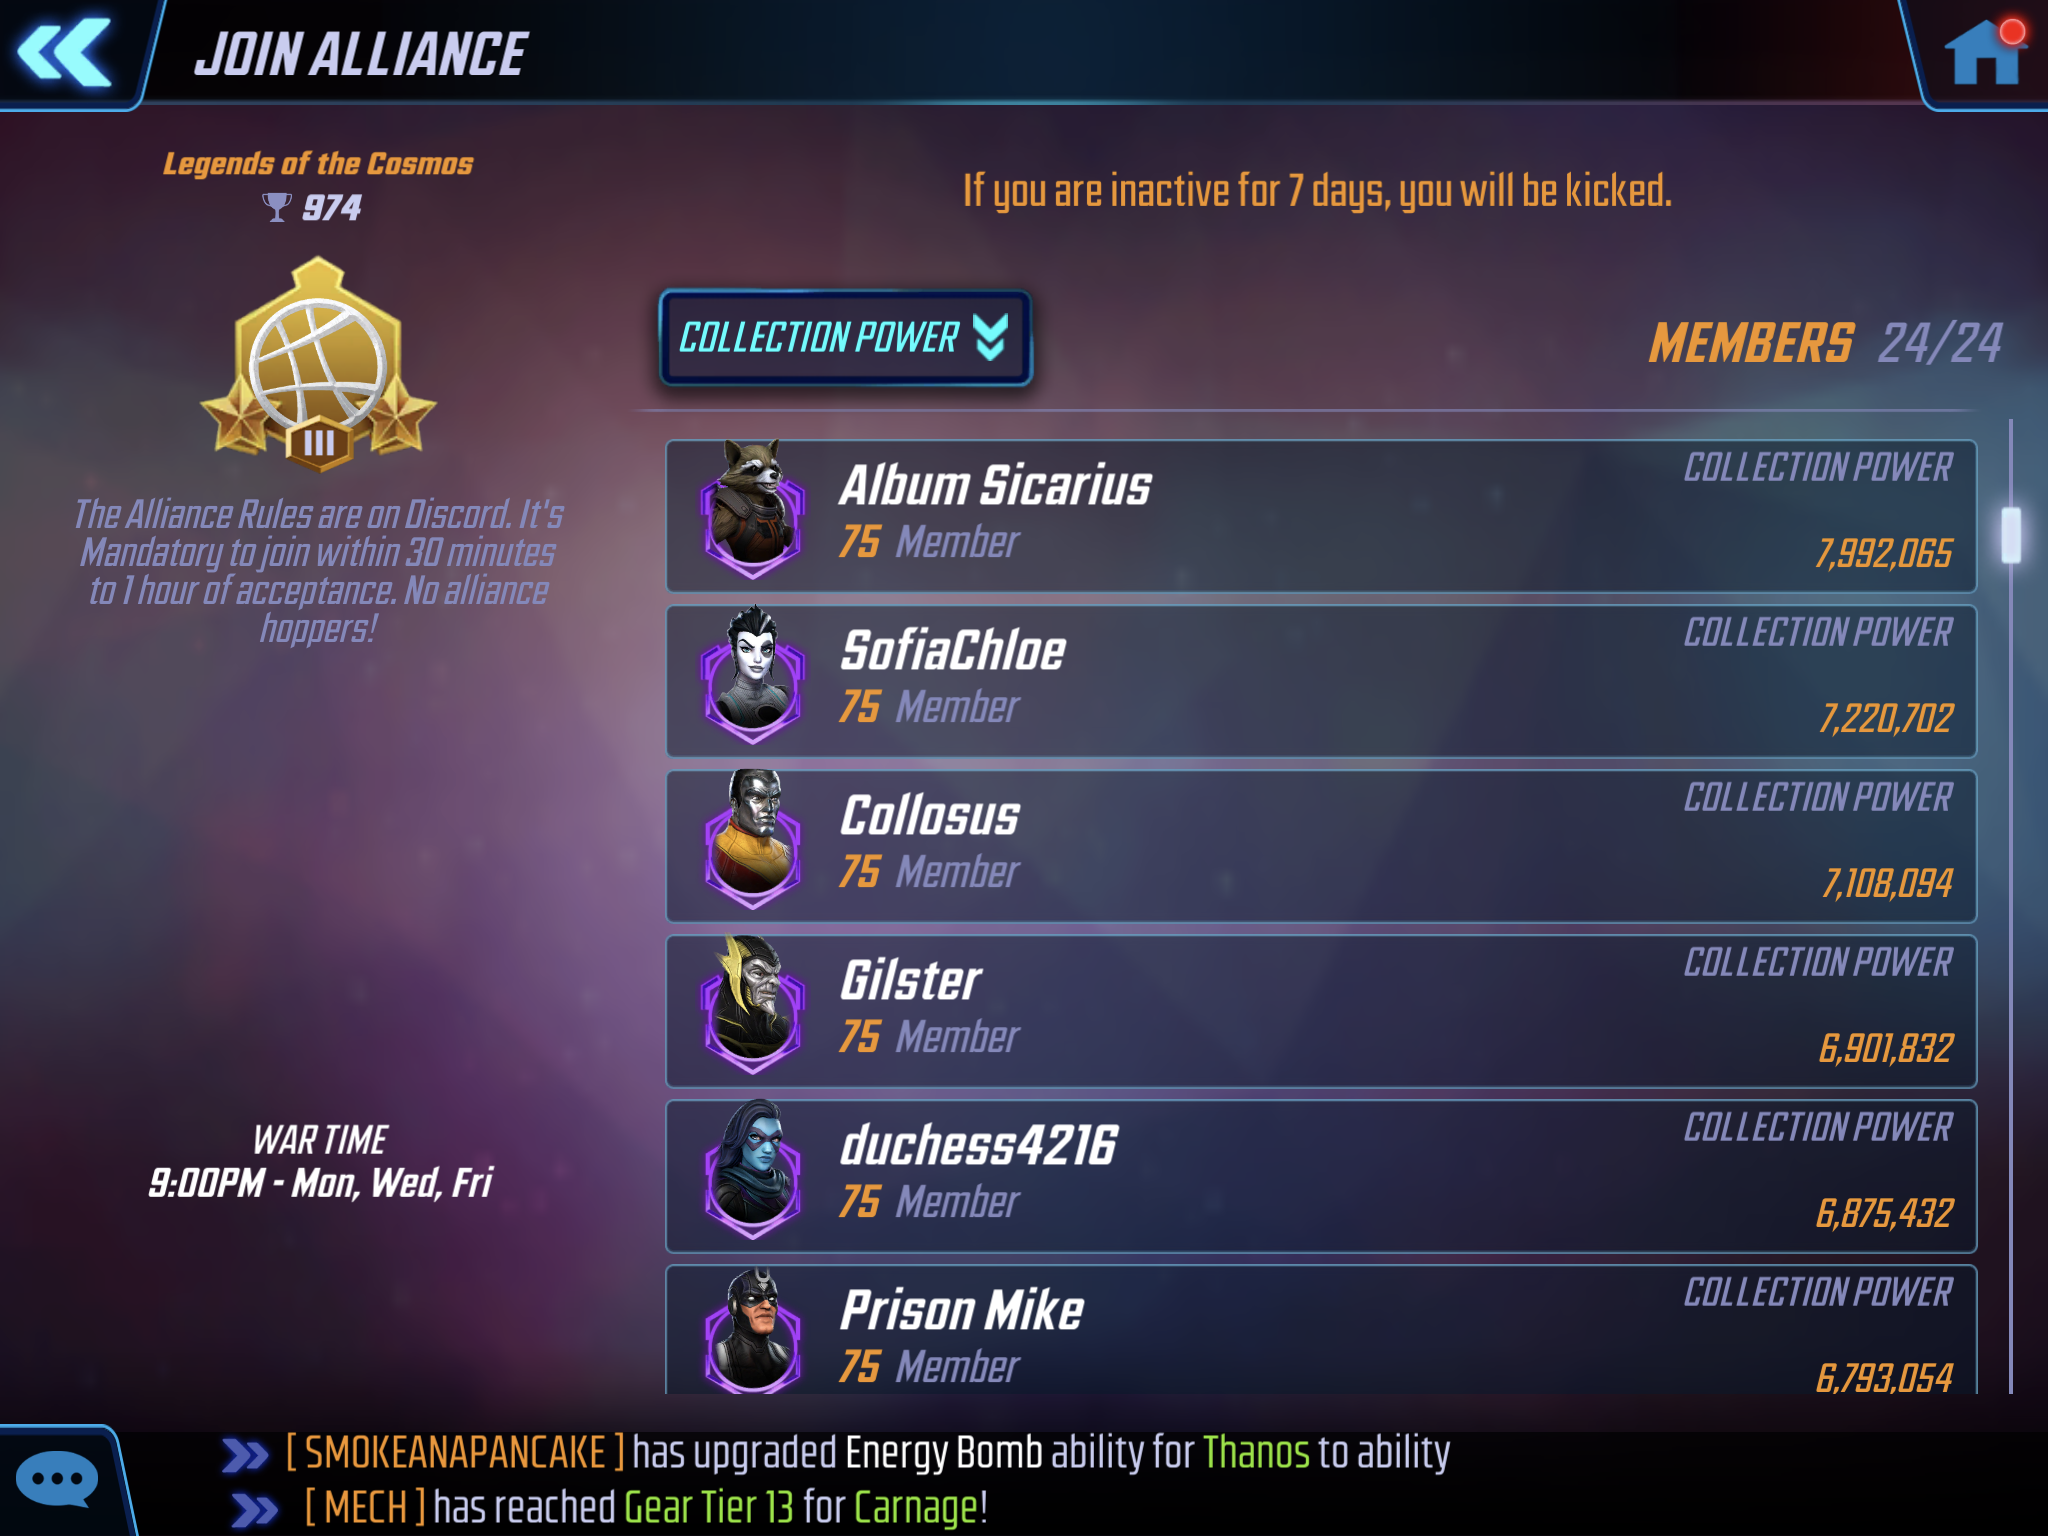 JOIN ALLIANCE
Legends of the Cosmos
974
III
The Alliance Rules are on Discord. It's
Mandatory to join within 30 minutes
to 1 hour of acceptance. No alliance
hoppers!
WAR TIME
9:00PM - Mon, Wed, Fri
If you are inactive for 7 days, you will be kicked.
COLLECTION POWER
MEMBERS 24/24
Album Sicarius
75 Member
COLLECTION POWER
7,992,065
SofiaChloe
75 Member
COLLECTION POWER
7,220,702
Collosus
75 Member
COLLECTION POWER
7,108,094
Gilster
75 Member
COLLECTION POWER
6,901,832
duchess4216
75 Member
COLLECTION POWER
6,875,432
Prison Mike
75 Member
COLLECTION POWER
6,793,054
[ SMOKEANAPANCAKE ] has upgraded Energy Bomb ability for Thanos to ability
[ MECH ] has reached Gear Tier 13 for Carnage!